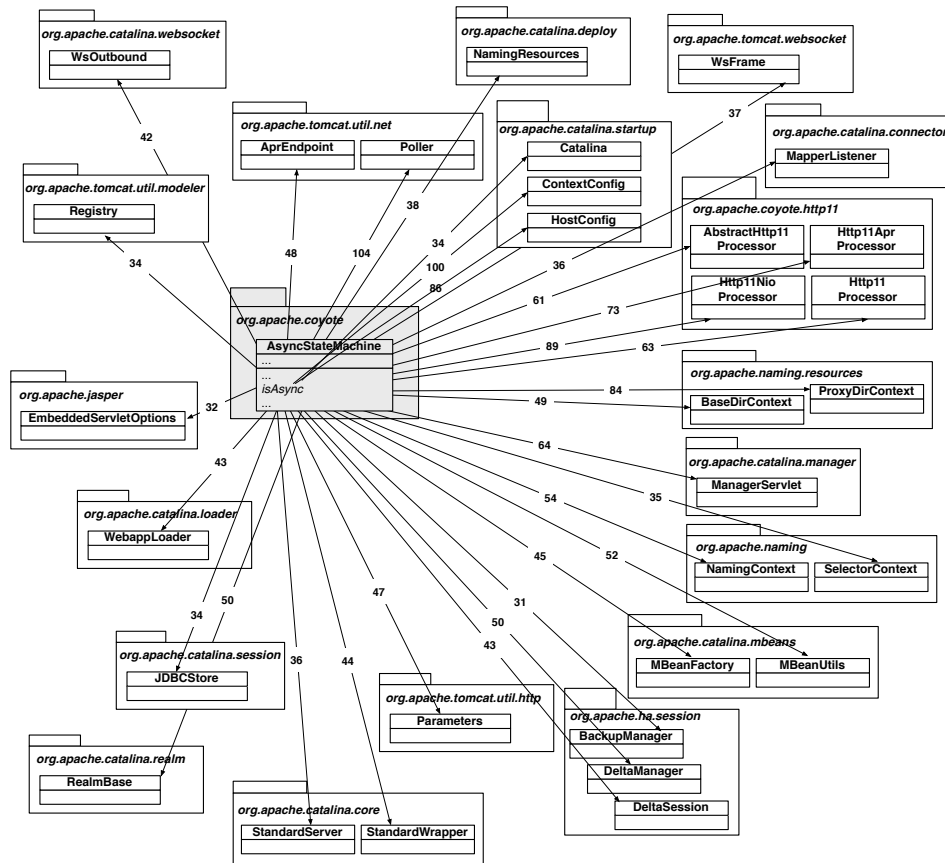 org.apache.catalina.websocket
WsOutbound
org.apache.catalina.deploy
NamingResources
org.apache.tomcat.websocket
WsFrame
42
37
org.apache.tomcat.util.net
AprEndpoint
Poller
org.apache.catalina.startup
Catalina
ContextConfig
HostConfig
org.apache.catalina.connector
MapperListener
org.apache.tomcat.util.modeler
Registry
38
org.apache.coyote.http11
AbstractHttp11
Processor
Http11Apr
Processor
Http11Nio
Processor
Http11
Processor
34
48
104
34
100
86
36
61
73
89
63
org.apache.coyote
AsyncStateMachine
...
...
isAsync
...
org.apache.jasper
EmbeddedServletOptions
32
84
49
org.apache.naming.resources
BaseDirContext
ProxyDirContext
43
64
org.apache.catalina.manager
ManagerServlet
org.apache.catalina.loader
WebappLoader
54
35
org.apache.naming
NamingContext
SelectorContext
45
52
34
50
47
31
50
43
36
44
org.apache.catalina.mbeans
MBeanFactory
MBeanUtils
org.apache.catalina.session
JDBCStore
org.apache.tomcat.util.http
Parameters
org.apache.ha.session
BackupManager
DeltaManager
DeltaSession
org.apache.catalina.realm
RealmBase
org.apache.catalina.core
StandardServer
StandardWrapper